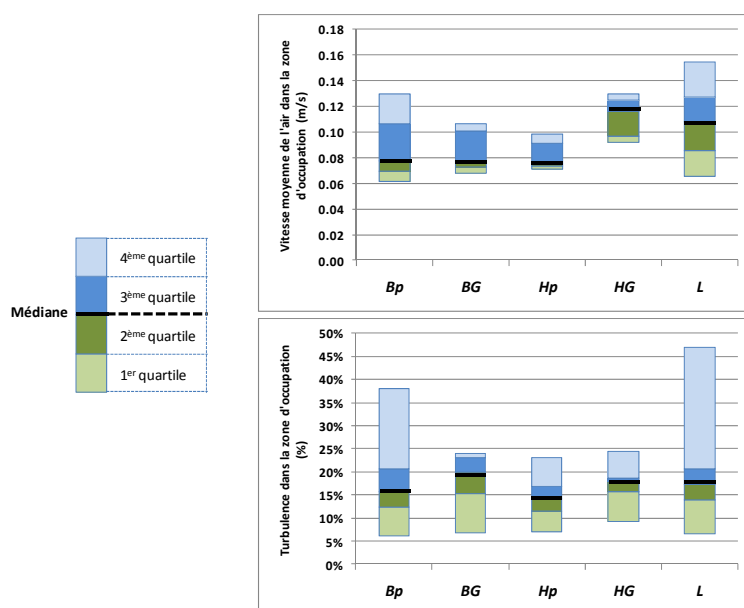 0.18
0.16
0.14
0.12
0.10
0.08
0.06
0.04
0.02
0.00
Vitesse moyenne de l'air dans la zone
d'occupation (m/s)
Bp BG Hp HG L
4ème quartile
3ème quartile
Médiane
2ème quartile
1er quartile
50%
45%
40%
35%
30%
25%
20%
15%
10%
5%
0%
Turbulence dans la zone d'occupation
(%)
Bp BG Hp HG L